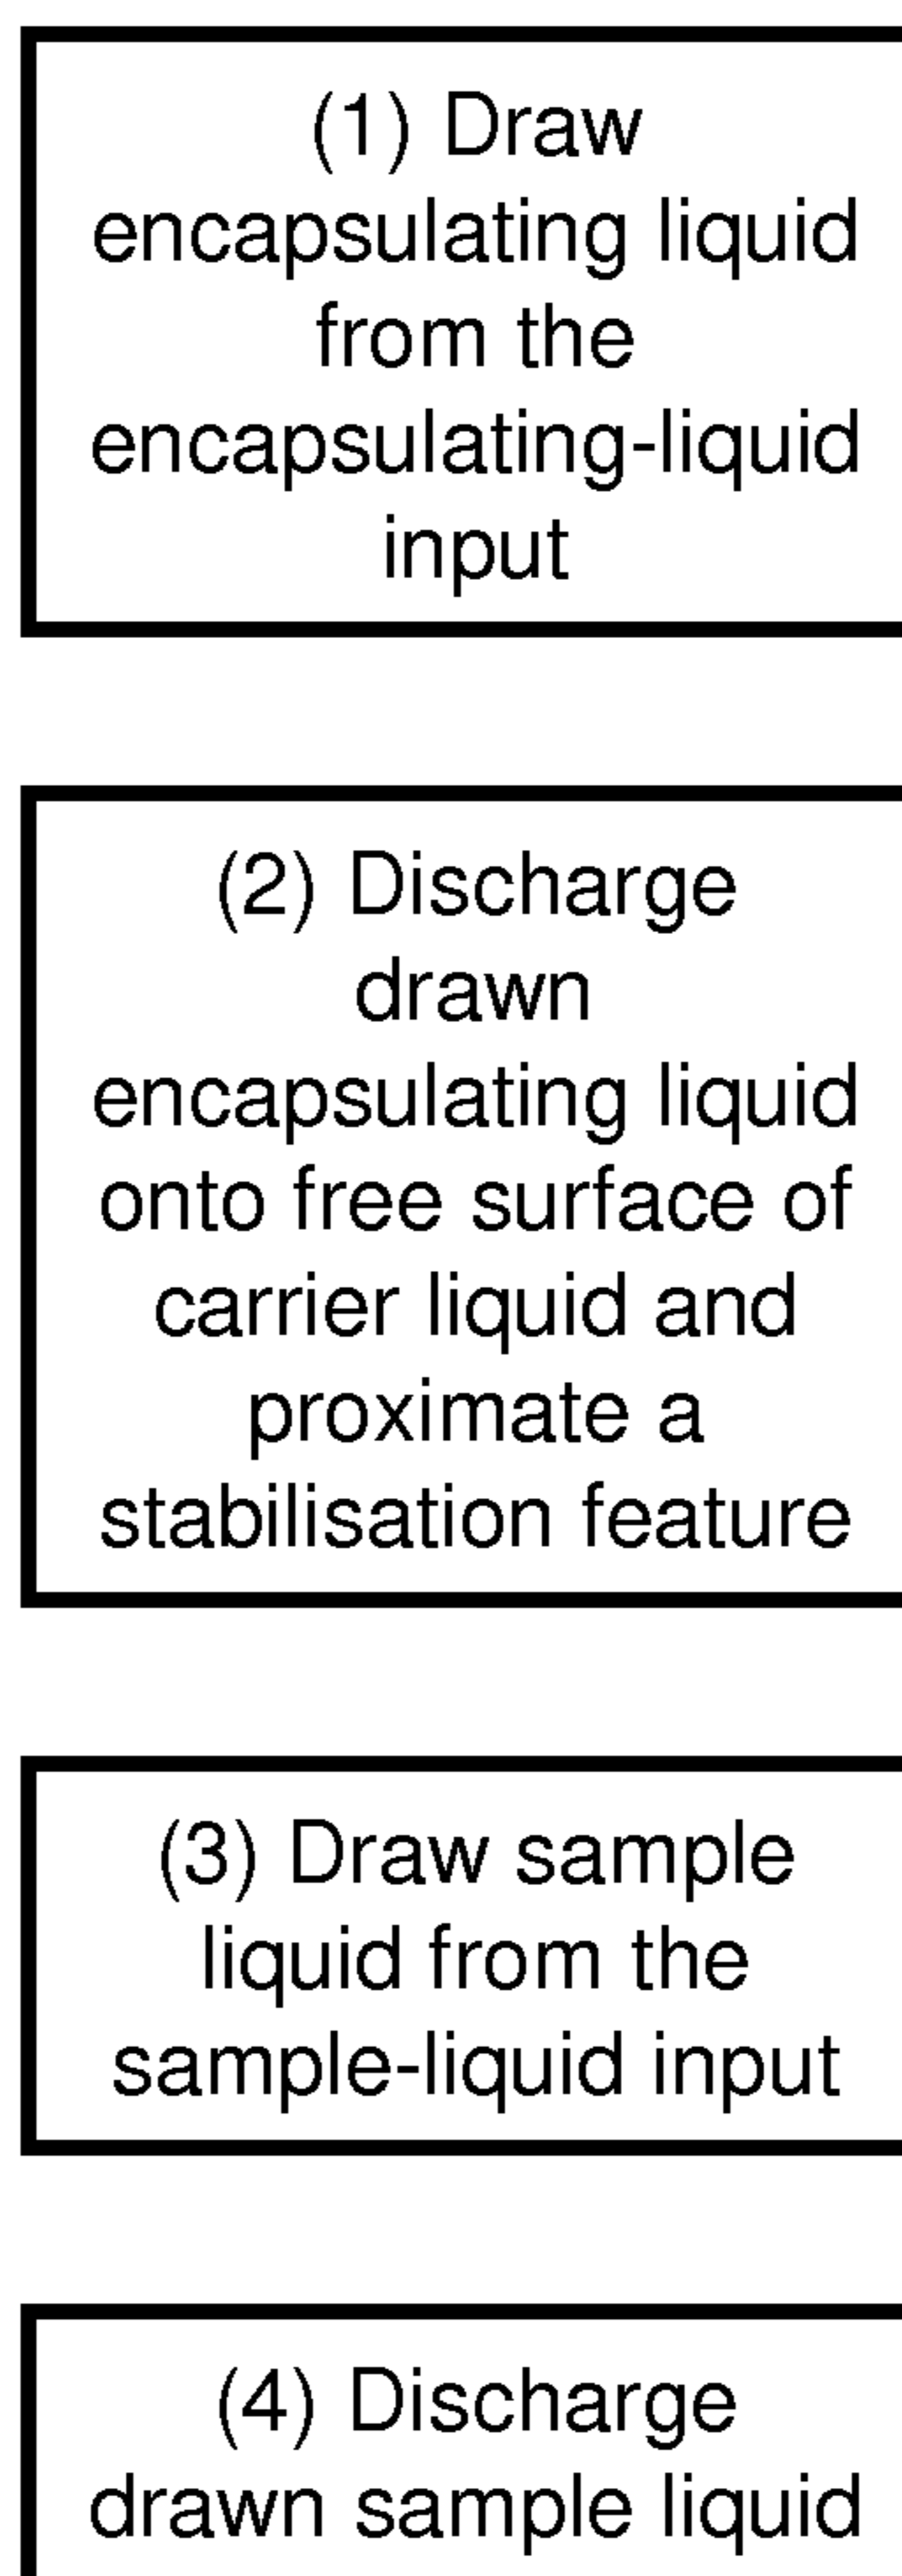 (1) Draw
encapsulating liquid
from the
encapsulating-liquid
input
(2) Discharge
drawn
encapsulating liquid
onto free surface of
carrier liquid and
proximate a
stabilisation feature
(3) Draw sample
liquid from the
sample-liquid input
(4) Discharge
drawn sample liquid